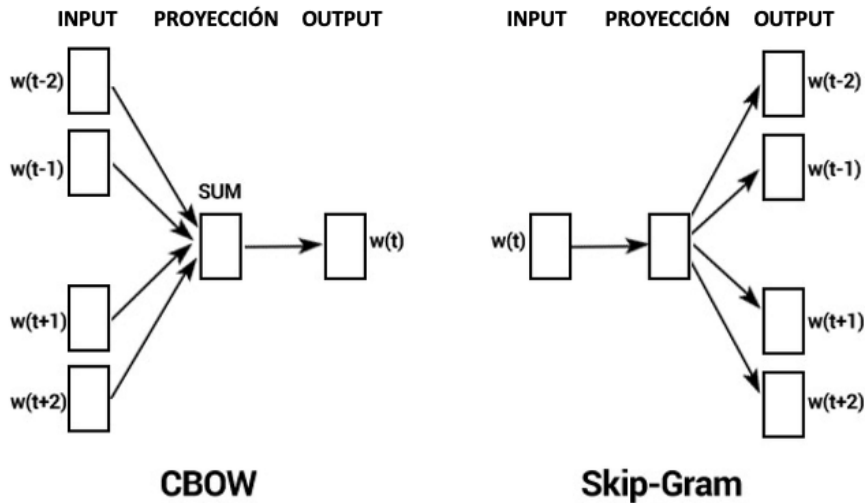 INPUT PROYECCIÓN OUTPUT
w(t-2)
w(t-1)
SUM
w(t)
w(t+1)
w(t+2)
CBOW
INPUT PROYECCIÓN OUTPUT
w(t-2)
w(t-1)
w(t)
w(t+1)
w(t+2)
Skip-Gram